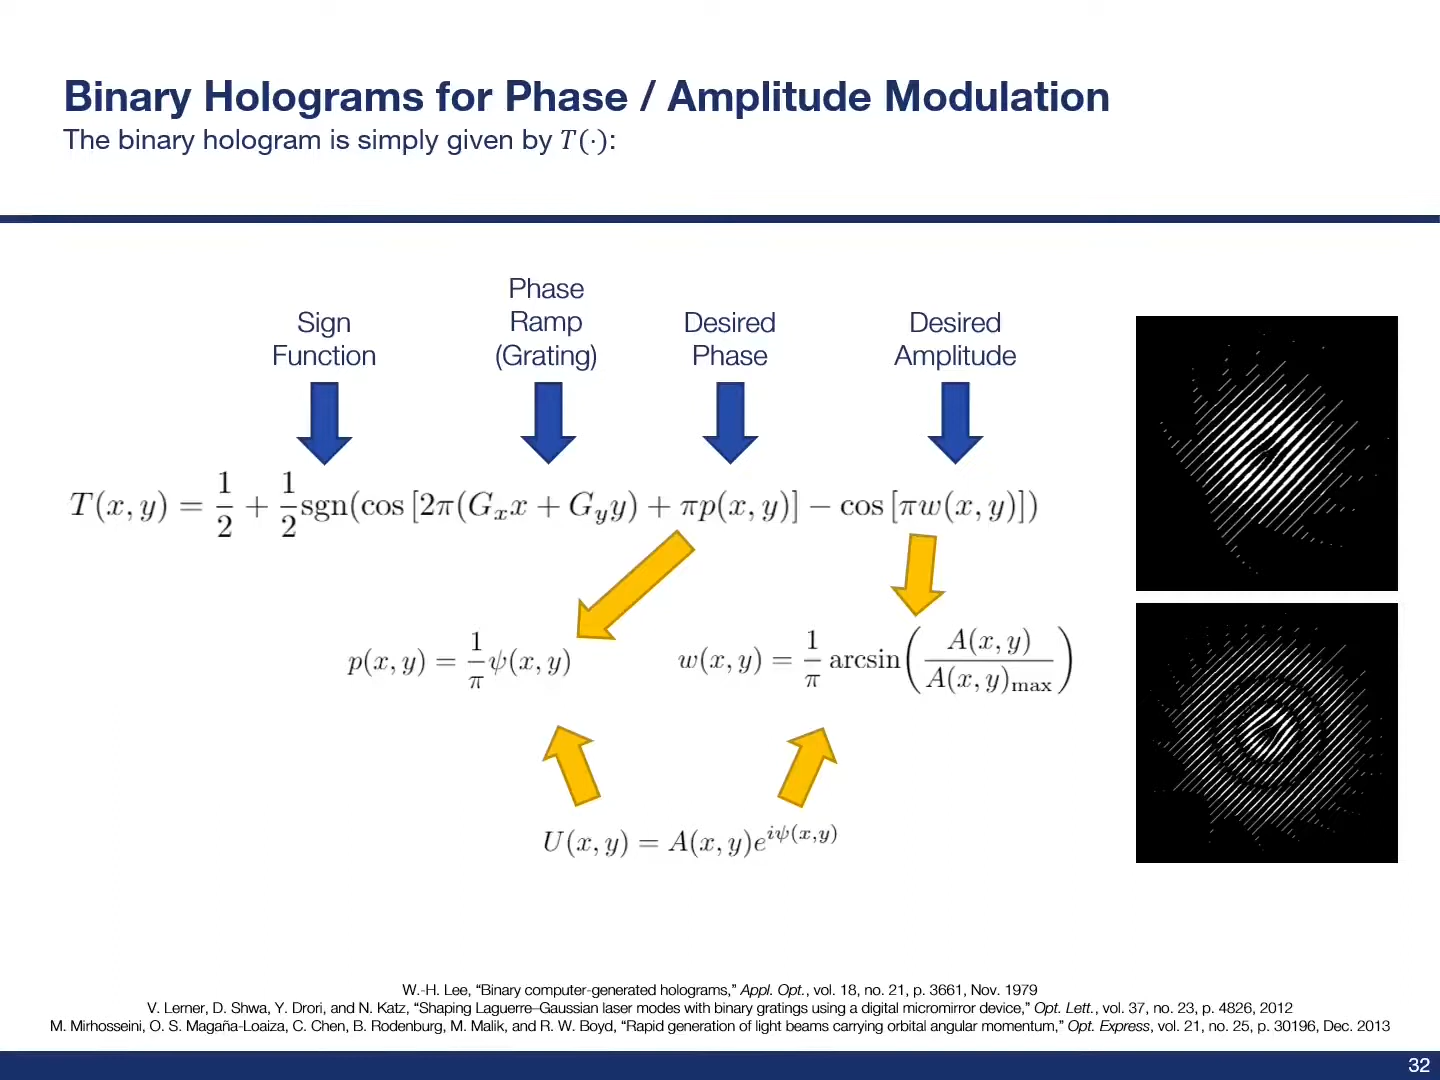 Binary Holograms for Phase / Amplitude Modulation
The binary hologram is simply given by T(·):
Phase
Sign Ramp Desired Desired
Function (Grating) Phase Amplitude
T(x, y) = 1/2 + 1/2 sgn(cos [2π(Gₓx + G_y y) + πp(x, y)] − cos [πw(x, y)])
p(x, y) = 1/π ψ(x, y) w(x, y) = 1/π arcsin(A(x, y) / A(x, y)_max)
U(x, y) = A(x, y)e^{iψ(x,y)}
W.-H. Lee, “Binary computer-generated holograms,” Appl. Opt., vol. 18, no. 21, p. 3661, Nov. 1979
V. Lerner, D. Shwa, Y. Drori, and N. Katz, “Shaping Laguerre–Gaussian laser modes with binary gratings using a digital micromirror device,” Opt. Lett., vol. 37, no. 23, p. 4826, 2012
M. Mirhosseini, O. S. Magaña-Loaiza, C. Chen, B. Rodenburg, M. Malik, and R. W. Boyd, “Rapid generation of light beams carrying orbital angular momentum,” Opt. Express, vol. 21, no. 25, p. 30196, Dec. 2013
32